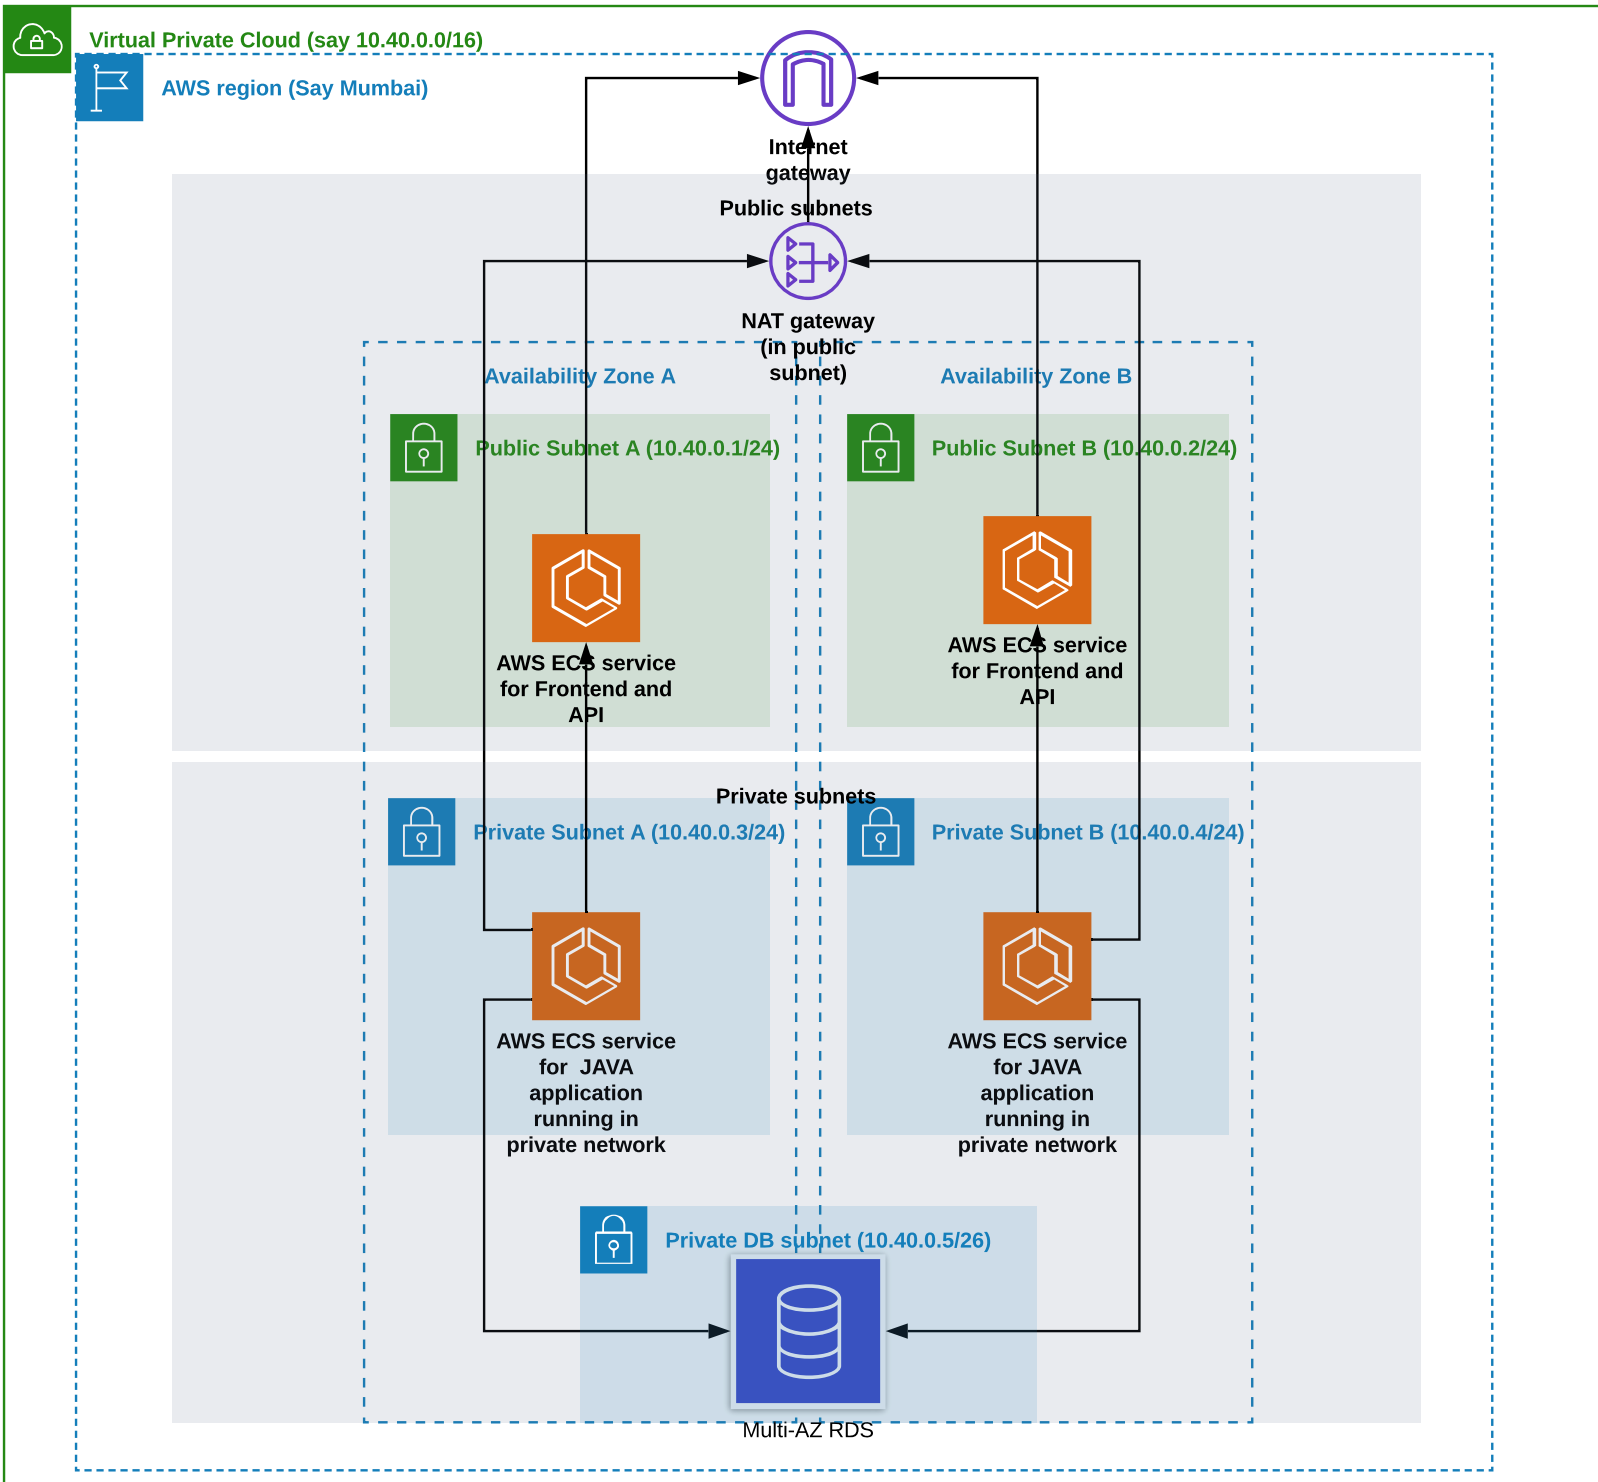 Virtual Private Cloud (say 10.40.0.0/16)
AWS region (Say Mumbai)
Internet
gateway
Public subnets
NAT gateway
(in public
subnet)
Availability Zone A
Availability Zone B
Public Subnet A (10.40.0.1/24)
Public Subnet B (10.40.0.2/24)
AWS ECS service
for Frontend and
API
AWS ECS service
for Frontend and
API
Private subnets
Private Subnet A (10.40.0.3/24)
Private Subnet B (10.40.0.4/24)
AWS ECS service
for  JAVA
application
running in
private network
AWS ECS service
for JAVA
application
running in
private network
Private DB subnet (10.40.0.5/26)
Multi-AZ RDS